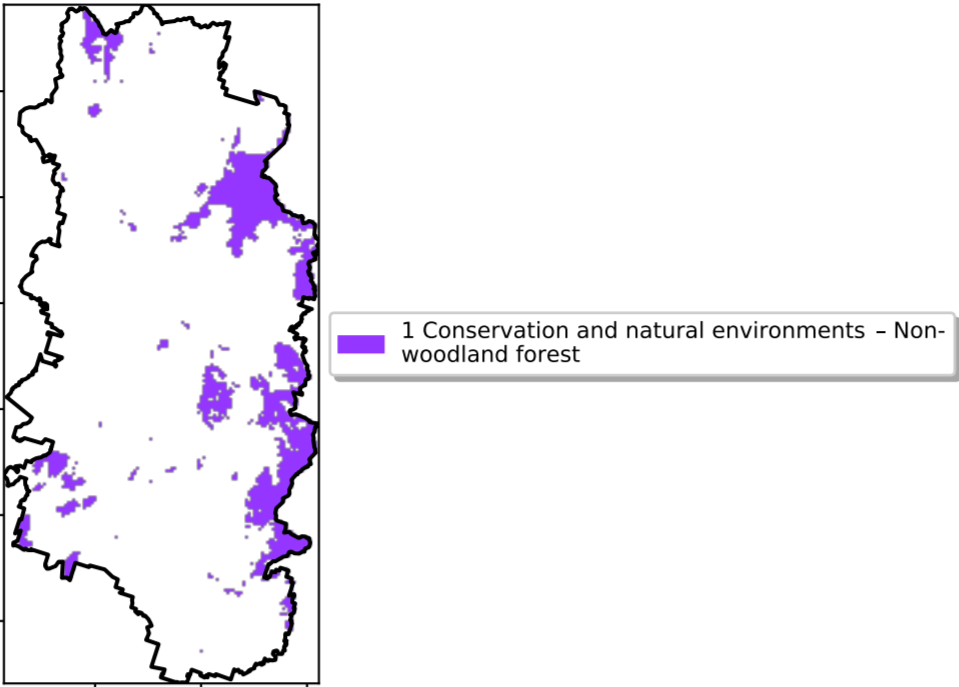 1 Conservation and natural environments – Non-
woodland forest